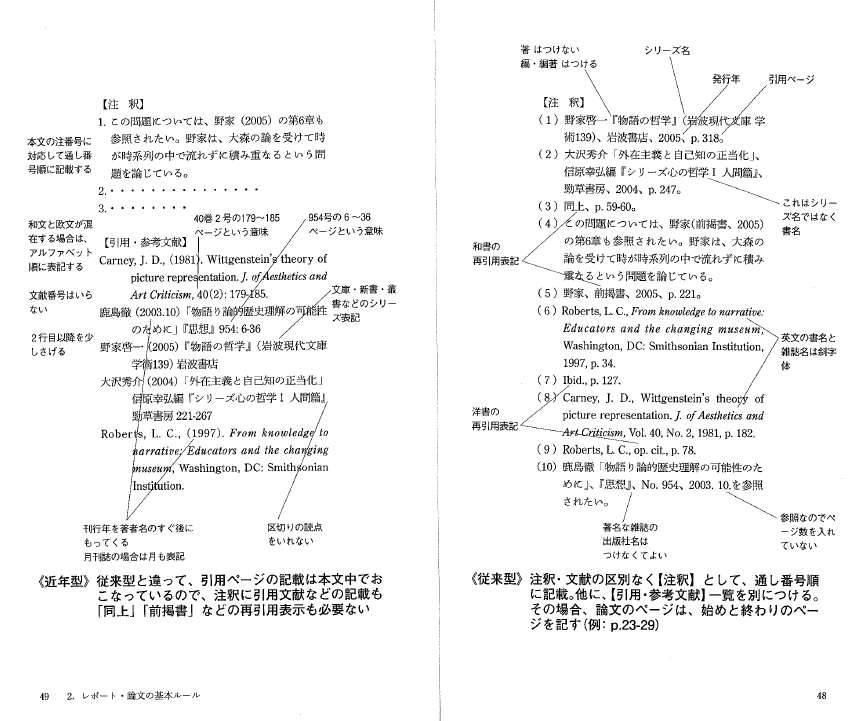 【注　釈】
1. この問題については、野家（2005）の第6章も
参照されたい。野家は、大森の論を受けて時
が時系列の中で流れずに積み重なるという問
題を論じている。
2.・・・・・・・・・・・・・・・
3.・・・・・・・・
本文の注番号に
対応して通し番
号順に記載する
40巻2号の179〜185
ページという意味
954号の6〜36
ページという意味
和文と欧文が混
在する場合は、
アルファベット
順に表記する
【引用・参考文献】
Carney, J. D., (1981). Wittgenstein's theory of
picture representation. J. of Aesthetics and
Art Criticism, 40(2): 179-185.
鹿島徹（2003.10）「物語り論的歴史理解の可能性
のために」『思想』954: 6-36
野家啓一（2005）『物語の哲学』（岩波現代文庫
学術139）岩波書店
大沢秀介（2004）「外在主義と自己知の正当化」
信原幸弘編『シリーズ心の哲学Ⅰ 人間篇』
勁草書房 221-267
Roberts, L. C., (1997). From knowledge to
narrative: Educators and the changing
museum, Washington, DC: Smithsonian
Institution.
文献番号はいら
ない
2行目以降を少
しさげる
文庫・新書・叢
書などのシリー
ズ表記
刊行年を著者名のすぐ後に
もってくる
月刊誌の場合は月も表記
区切りの読点
をいれない
《近年型》従来型と違って、引用ページの記載は本文中でお
こなっているので、注釈に引用文献などの記載も
「同上」「前掲書」などの再引用表示も必要ない
49　2. レポート・論文の基本ルール
著 はつけない
編・編著 はつける
シリーズ名
発行年
引用ページ
【注　釈】
（1）野家啓一『物語の哲学』（岩波現代文庫 学
術139）、岩波書店、2005、p. 318。
（2）大沢秀介「外在主義と自己知の正当化」、
信原幸弘編『シリーズ心の哲学Ⅰ 人間篇』、
勁草書房、2004、p. 247。
（3）同上、p. 59-60。
（4）この問題については、野家(前掲書、2005)
の第6章も参照されたい。野家は、大森の
論を受けて時が時系列の中で流れずに積み
重なるという問題を論じている。
（5）野家、前掲書、2005、p. 221。
（6）Roberts, L. C., From knowledge to narrative:
Educators and the changing museum,
Washington, DC: Smithsonian Institution,
1997, p. 34.
（7）Ibid., p. 127.
（8）Carney, J. D., Wittgenstein's theory of
picture representation. J. of Aesthetics and
Art Criticism, Vol. 40, No. 2, 1981, p. 182.
（9）Roberts, L. C., op. cit., p. 78.
（10）鹿島徹「物語り論的歴史理解の可能性のた
めに」、『思想』、No. 954、2003. 10.を参照
されたい。
これはシリー
ズ名ではなく
書名
和書の
再引用表記
英文の書名と
雑誌名は斜字
体
洋書の
再引用表記
著名な雑誌の
出版社名は
つけなくてよい
参照なのでペ
ージ数を入れ
ていない
《従来型》注釈・文献の区別なく【注釈】として、通し番号順
に記載。他に、【引用・参考文献】一覧を別につける。
その場合、論文のページは、始めと終わりのペー
ジを記す(例: p.23-29)
48